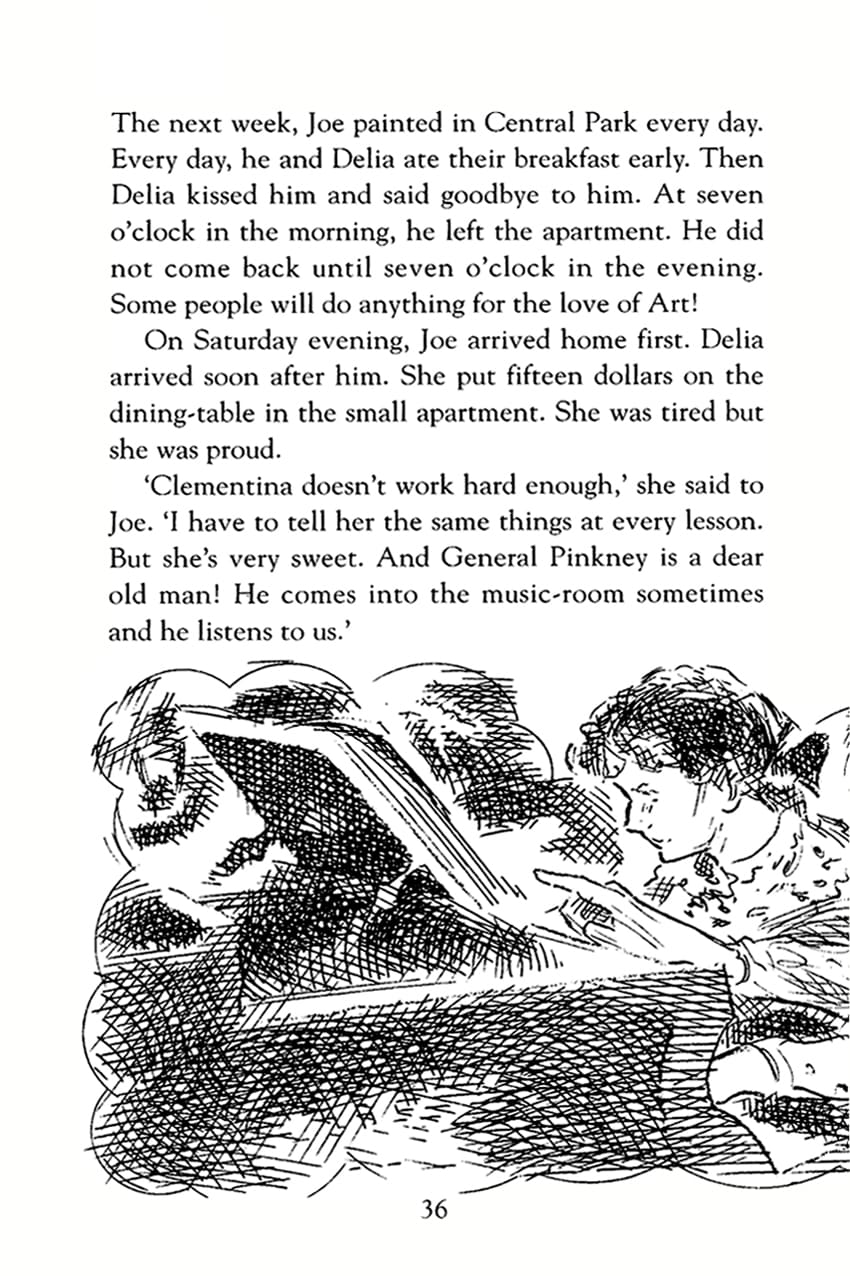 The next week, Joe painted in Central Park every day.
Every day, he and Delia ate their breakfast early. Then
Delia kissed him and said goodbye to him. At seven
o’clock in the morning, he left the apartment. He did
not come back until seven o’clock in the evening.
Some people will do anything for the love of Art!
On Saturday evening, Joe arrived home first. Delia
arrived soon after him. She put fifteen dollars on the
dining-table in the small apartment. She was tired but
she was proud.
‘Clementina doesn’t work hard enough,’ she said to
Joe. ‘I have to tell her the same things at every lesson.
But she’s very sweet. And General Pinkney is a dear
old man! He comes into the music-room sometimes
and he listens to us.’
36